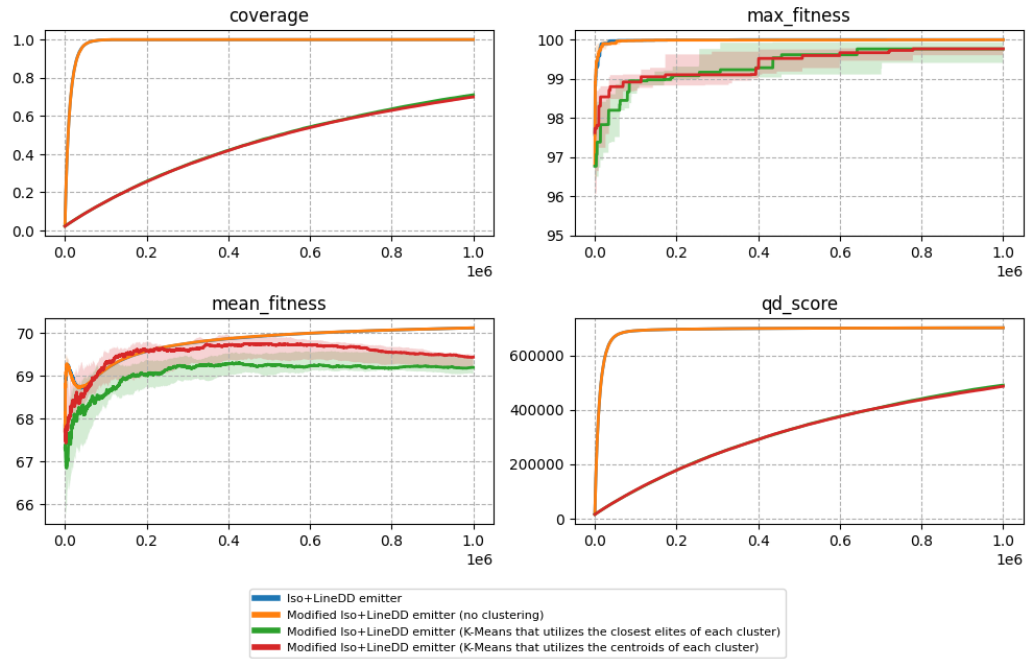 coverage
1.0
0.8
0.6
0.4
0.2
0.0
0.0 0.2 0.4 0.6 0.8 1.0
1e6
max_fitness
100
99
98
97
96
95
0.0 0.2 0.4 0.6 0.8 1.0
1e6
mean_fitness
70
69
68
67
66
0.0 0.2 0.4 0.6 0.8 1.0
1e6
qd_score
600000
400000
200000
0
0.0 0.2 0.4 0.6 0.8 1.0
1e6
Iso+LineDD emitter
Modified Iso+LineDD emitter (no clustering)
Modified Iso+LineDD emitter (K-Means that utilizes the closest elites of each cluster)
Modified Iso+LineDD emitter (K-Means that utilizes the centroids of each cluster)